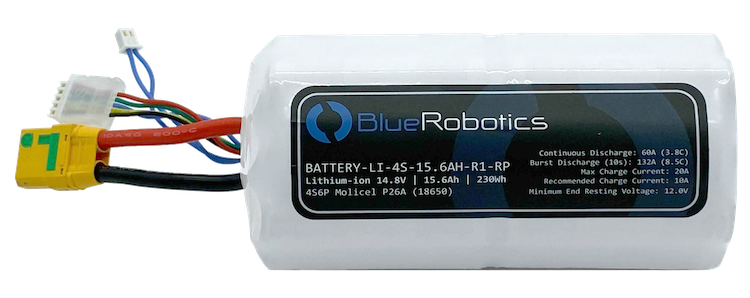 BlueRobotics
BATTERY-LI-4S-15.6AH-R1-RP
Lithium-ion 14.8V | 15.6Ah | 230Wh
4S6P Molicel P26A (18650)
Continuous Discharge: 60A (3.8C)
Burst Discharge (10s): 132A (8.5C)
Max Charge Current: 20A
Recommended Charge Current: 10A
Minimum End Resting Voltage: 12.0V